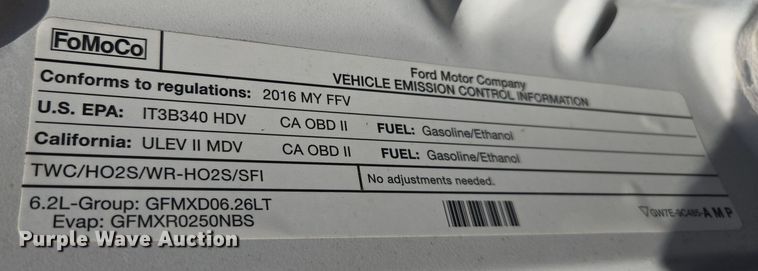 FoMoCo
Ford Motor Company
VEHICLE EMISSION CONTROL INFORMATION
Conforms to regulations: 2016 MY FFV
U.S. EPA: IT3B340 HDV CA OBD II FUEL: Gasoline/Ethanol
California: ULEV II MDV CA OBD II FUEL: Gasoline/Ethanol
TWC/HO2S/WR-HO2S/SFI No adjustments needed.
6.2L-Group: GFMXD06.26LT
Evap: GFMXR0250NBS
GW7E-9C485-AMP
Purple Wave Auction